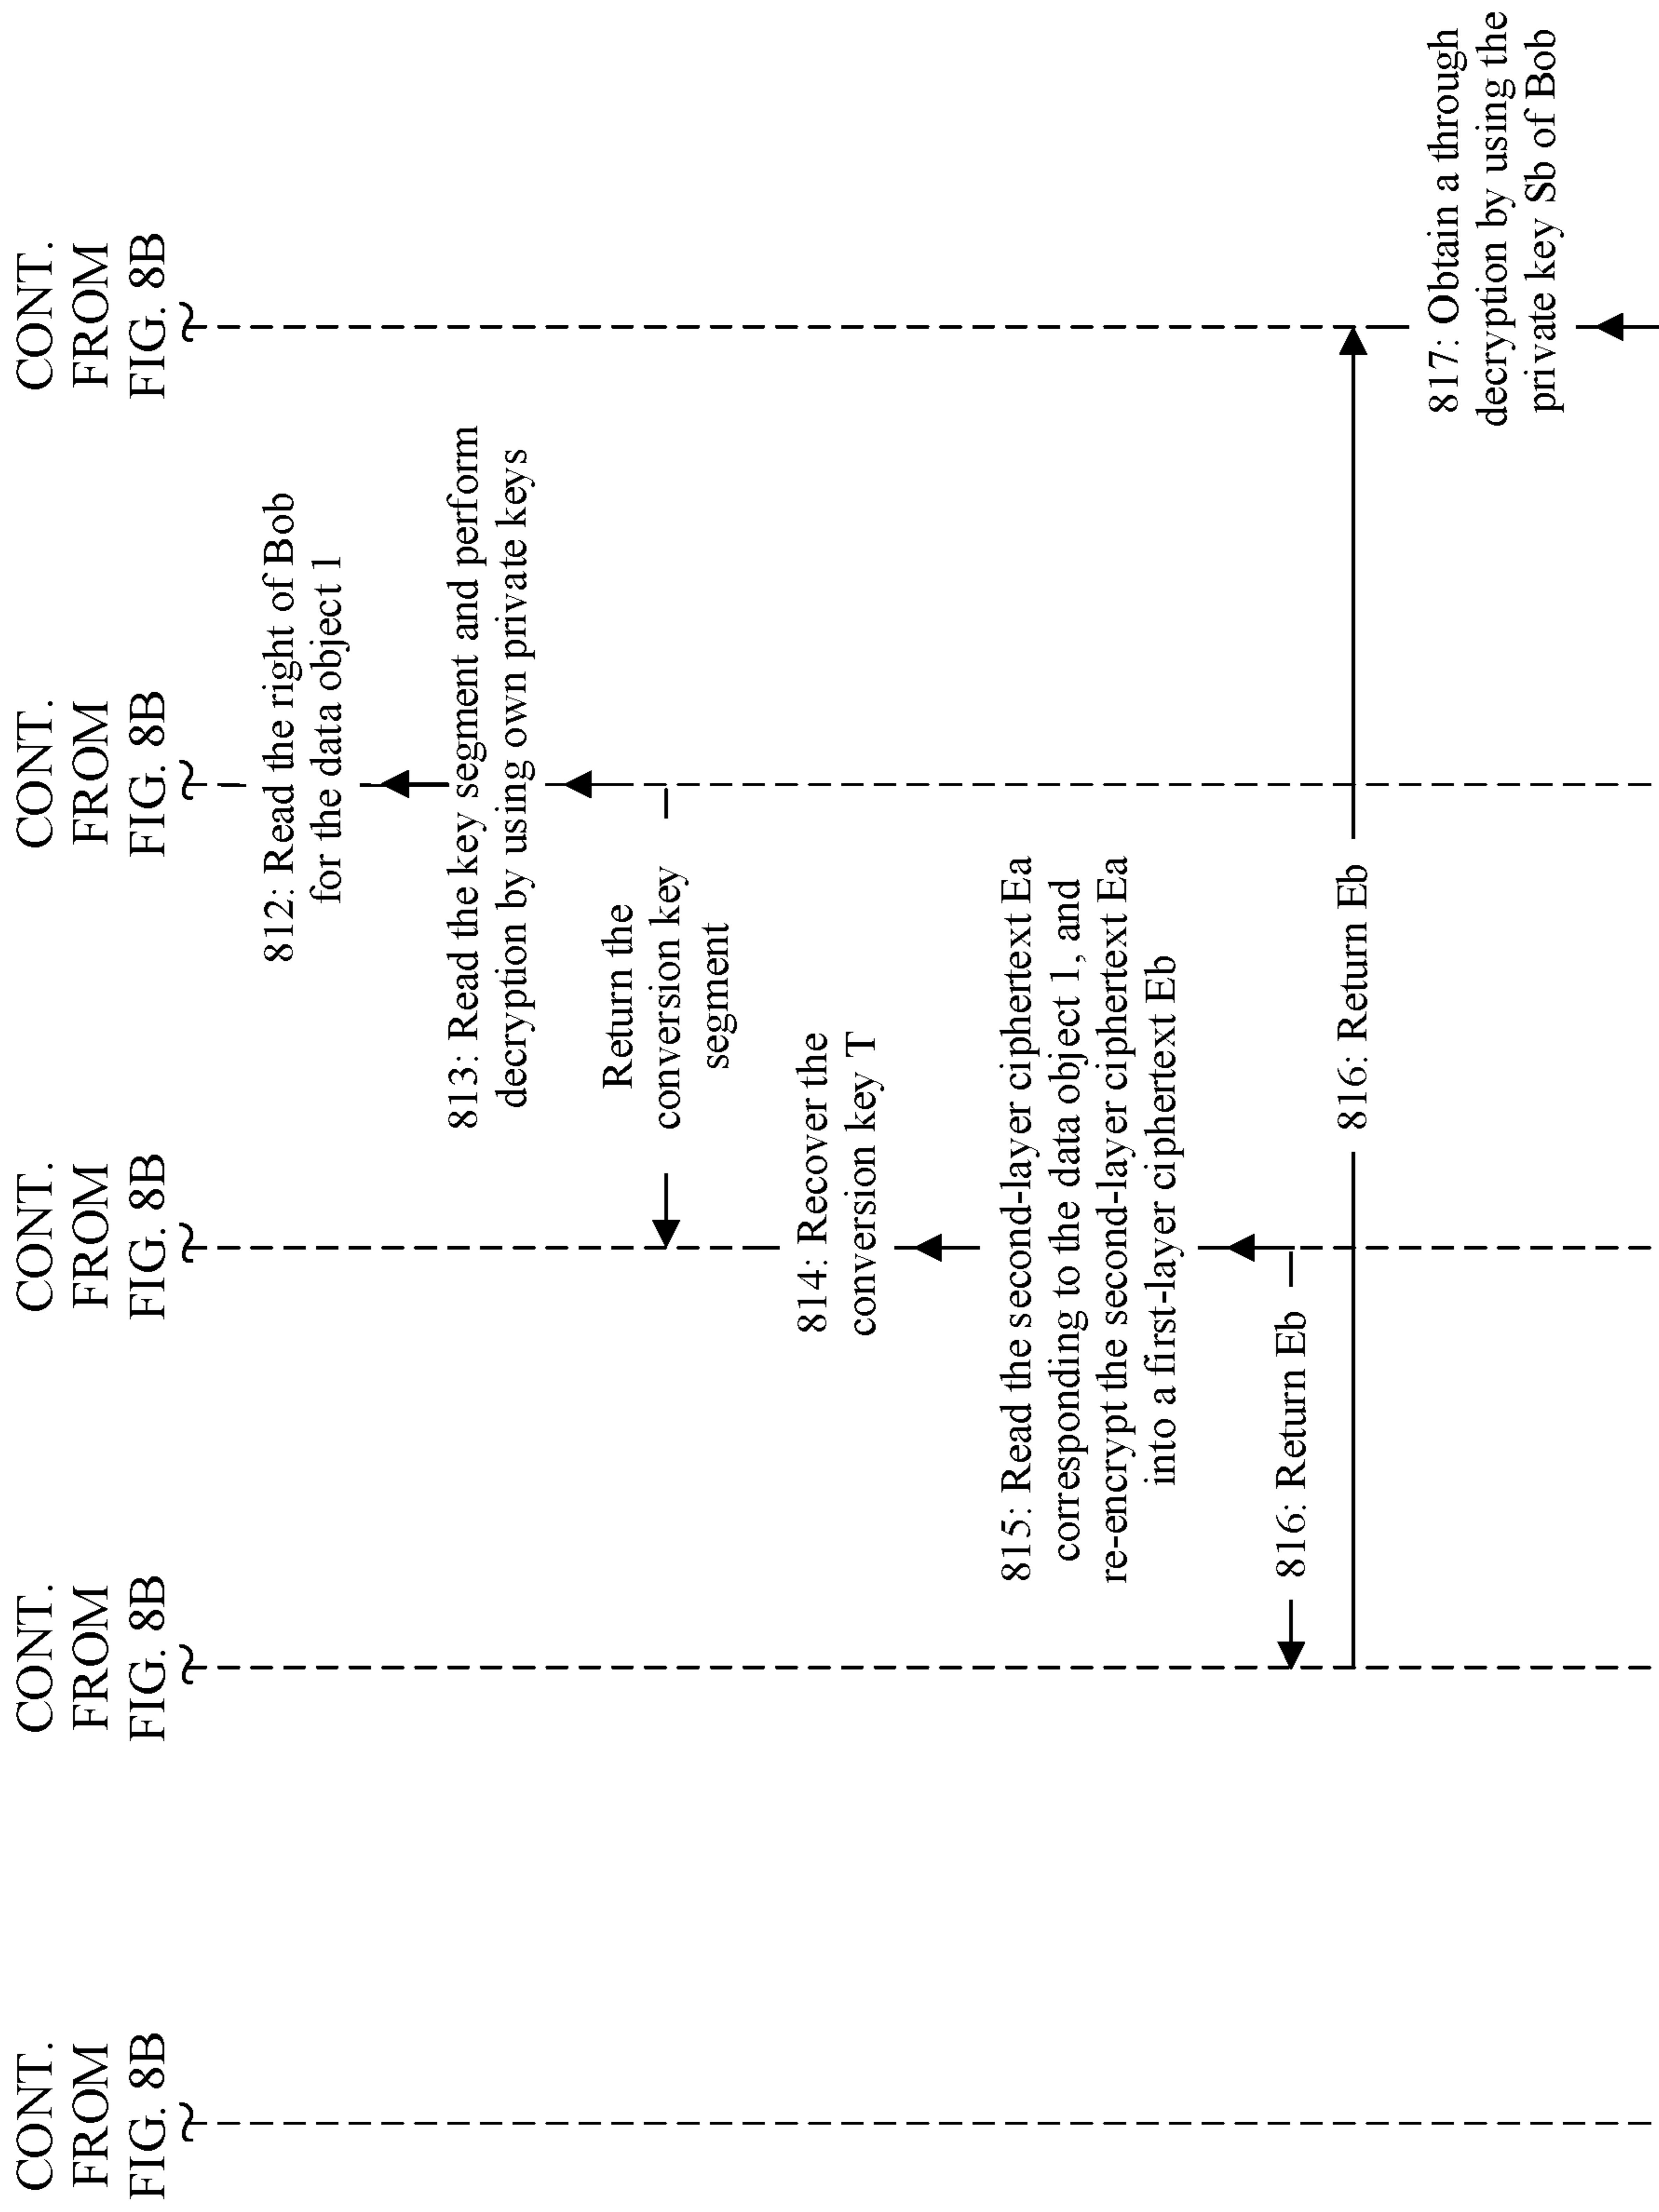 CONT.
FROM
FIG. 8B
CONT.
FROM
FIG. 8B
CONT.
FROM
FIG. 8B
CONT.
FROM
FIG. 8B
CONT.
FROM
FIG. 8B
812: Read the right of Bob
for the data object 1
813: Read the key segment and perform
decryption by using own private keys
Return the
conversion key
segment
814: Recover the
conversion key T
815: Read the second-layer ciphertext Ea
corresponding to the data object 1, and
re-encrypt the second-layer ciphertext Ea
into a first-layer ciphertext Eb
816: Return Eb
816: Return Eb
817: Obtain a through
decryption by using the
private key Sb of Bob